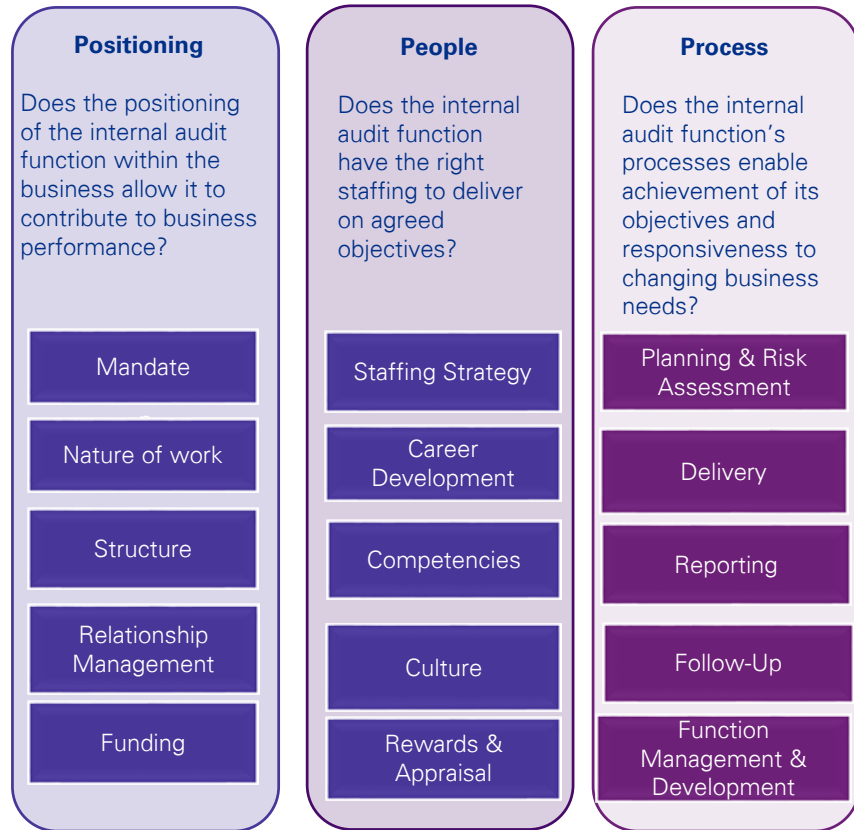 Positioning
Does the positioning
of the internal audit
function within the
business allow it to
contribute to business
performance?
Mandate
Nature of work
Structure
Relationship
Management
Funding
People
Does the internal
audit function
have the right
staffing to deliver
on agreed
objectives?
Staffing Strategy
Career
Development
Competencies
Culture
Rewards &
Appraisal
Process
Does the internal
audit function’s
processes enable
achievement of its
objectives and
responsiveness to
changing business
needs?
Planning & Risk
Assessment
Delivery
Reporting
Follow-Up
Function
Management &
Development